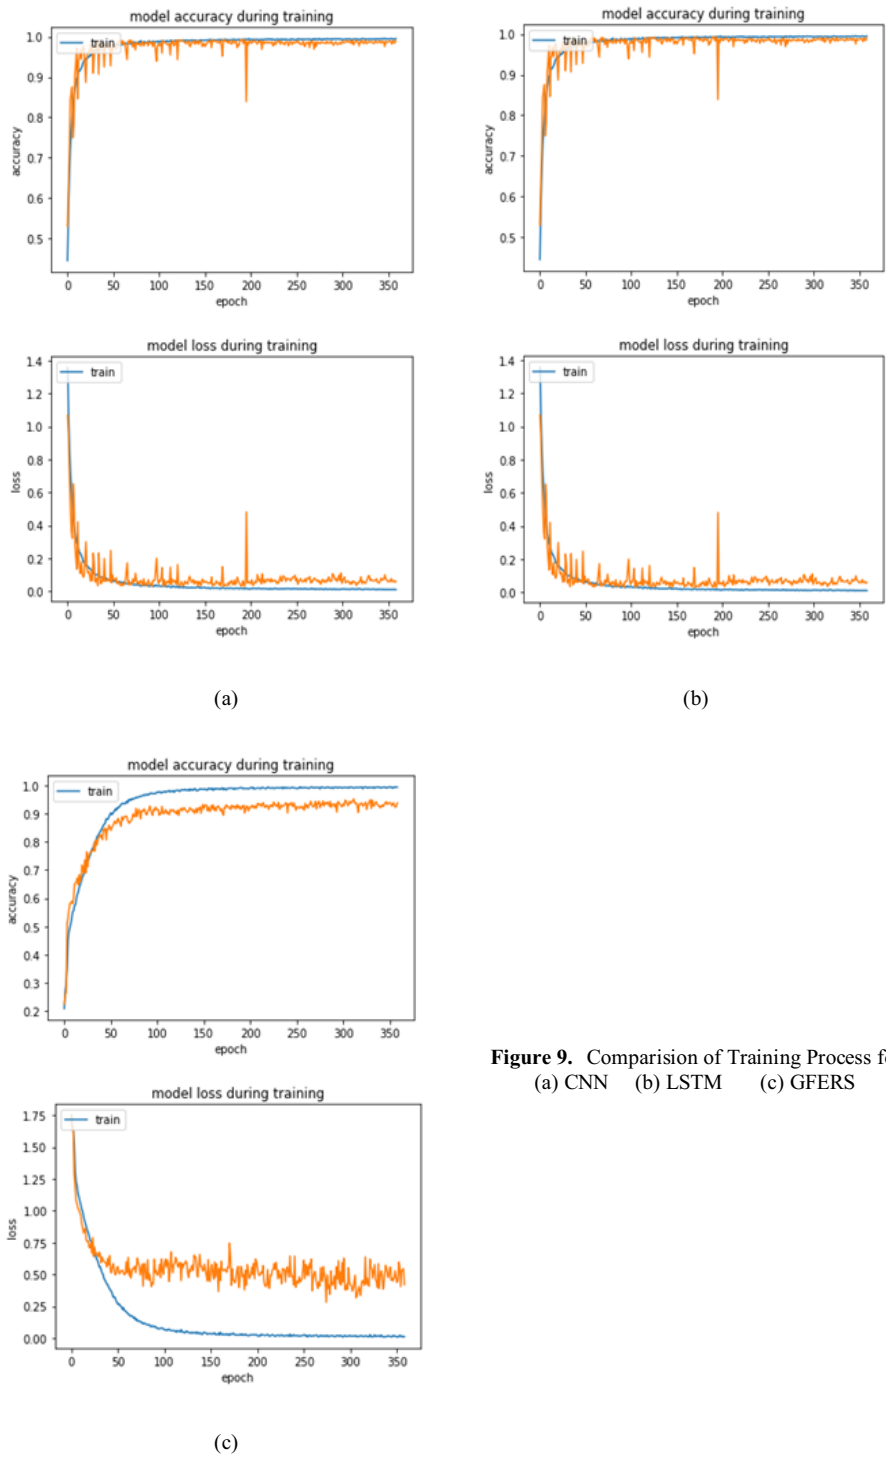 model accuracy during training
train
1.0
0.9
0.8
0.7
0.6
0.5
accuracy
0 50 100 150 200 250 300 350
epoch
model loss during training
train
1.4
1.2
1.0
0.8
0.6
0.4
0.2
0.0
loss
0 50 100 150 200 250 300 350
epoch
(a)
model accuracy during training
train
1.0
0.9
0.8
0.7
0.6
0.5
accuracy
0 50 100 150 200 250 300 350
epoch
model loss during training
train
1.4
1.2
1.0
0.8
0.6
0.4
0.2
0.0
loss
0 50 100 150 200 250 300 350
epoch
(b)
model accuracy during training
train
1.0
0.9
0.8
0.7
0.6
0.5
0.4
0.3
0.2
accuracy
0 50 100 150 200 250 300 350
epoch
model loss during training
train
1.75
1.50
1.25
1.00
0.75
0.50
0.25
0.00
loss
0 50 100 150 200 250 300 350
epoch
(c)
Figure 9. Comparision of Training Process
(a) CNN (b) LSTM (c) GFERS